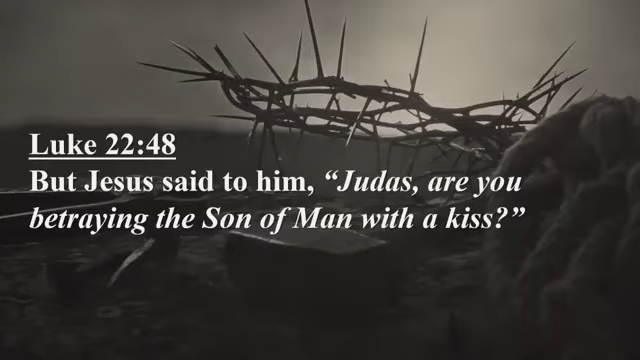 Luke 22:48
But Jesus said to him, “Judas, are you
betraying the Son of Man with a kiss?”